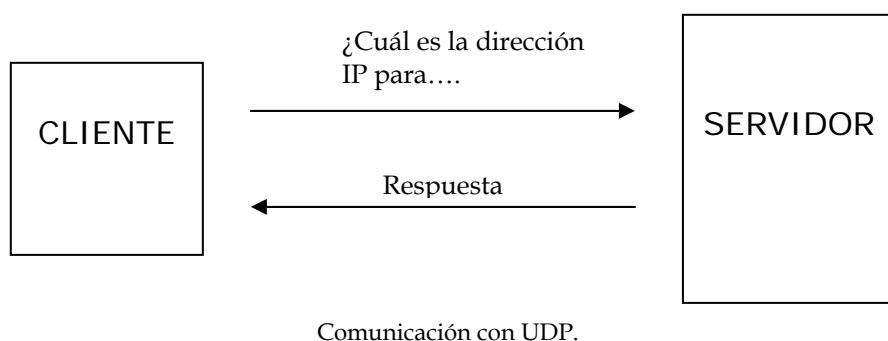 ¿Cuál es la dirección
IP para....
CLIENTE
SERVIDOR
Respuesta
Comunicación con UDP.